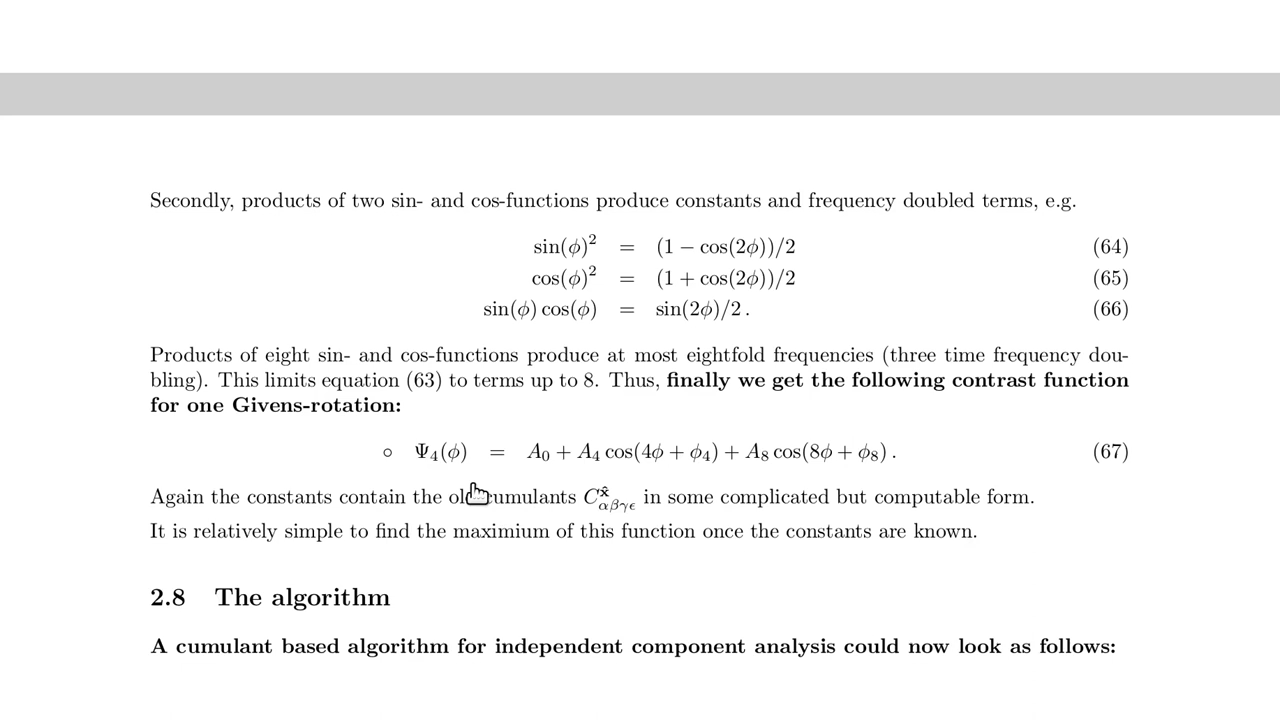 Secondly, products of two sin- and cos-functions produce constants and frequency doubled terms, e.g.
sin(ϕ)² = (1 − cos(2ϕ))/2 (64)
cos(ϕ)² = (1 + cos(2ϕ))/2 (65)
sin(ϕ) cos(ϕ) = sin(2ϕ)/2 . (66)
Products of eight sin- and cos-functions produce at most eightfold frequencies (three time frequency dou-
bling). This limits equation (63) to terms up to 8. Thus, finally we get the following contrast function
for one Givens-rotation:
◦ Ψ₄(ϕ) = A₀ + A₄ cos(4ϕ + ϕ₄) + A₈ cos(8ϕ + ϕ₈) . (67)
Again the constants contain the old cumulants C^x̂_αβγϵ in some complicated but computable form.
It is relatively simple to find the maximium of this function once the constants are known.
2.8 The algorithm
A cumulant based algorithm for independent component analysis could now look as follows: